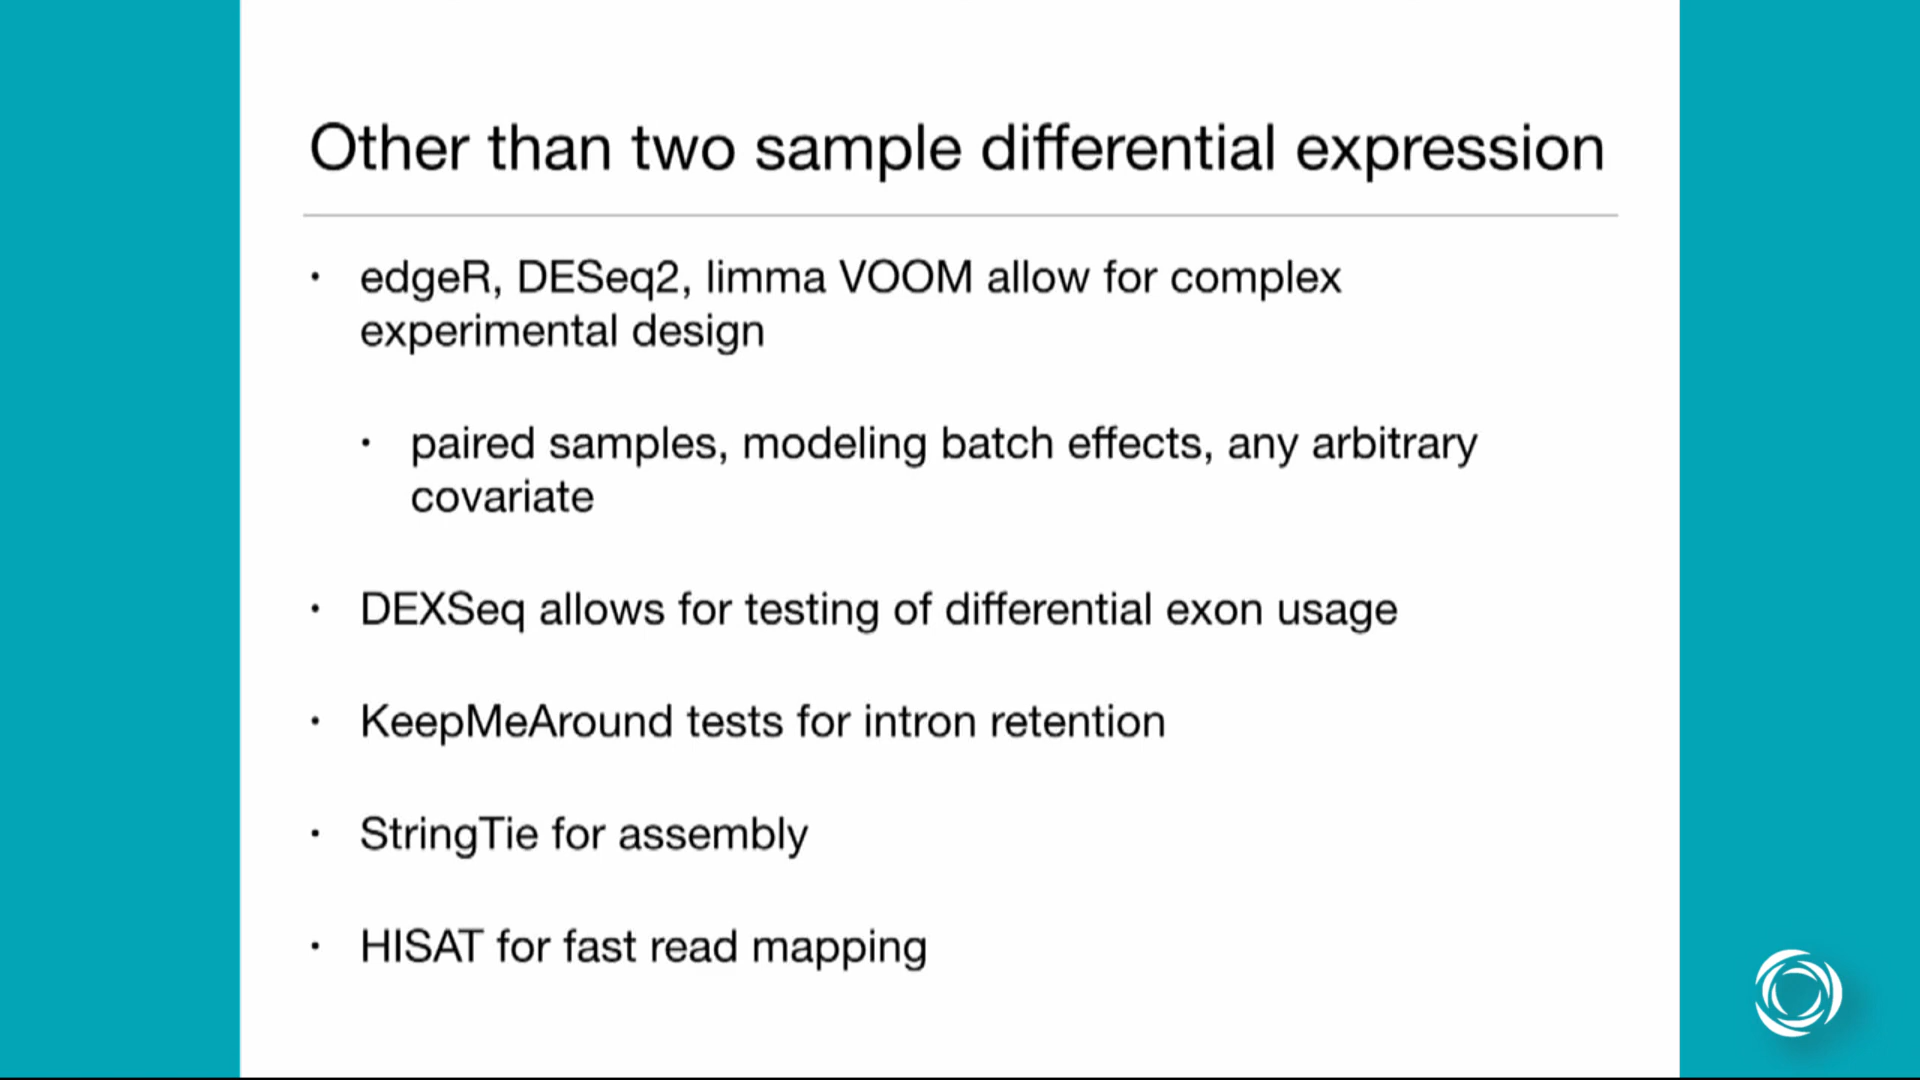 Other than two sample differential expression
• edgeR, DESeq2, limma VOOM allow for complex
experimental design
• paired samples, modeling batch effects, any arbitrary
covariate
• DEXSeq allows for testing of differential exon usage
• KeepMeAround tests for intron retention
• StringTie for assembly
• HISAT for fast read mapping